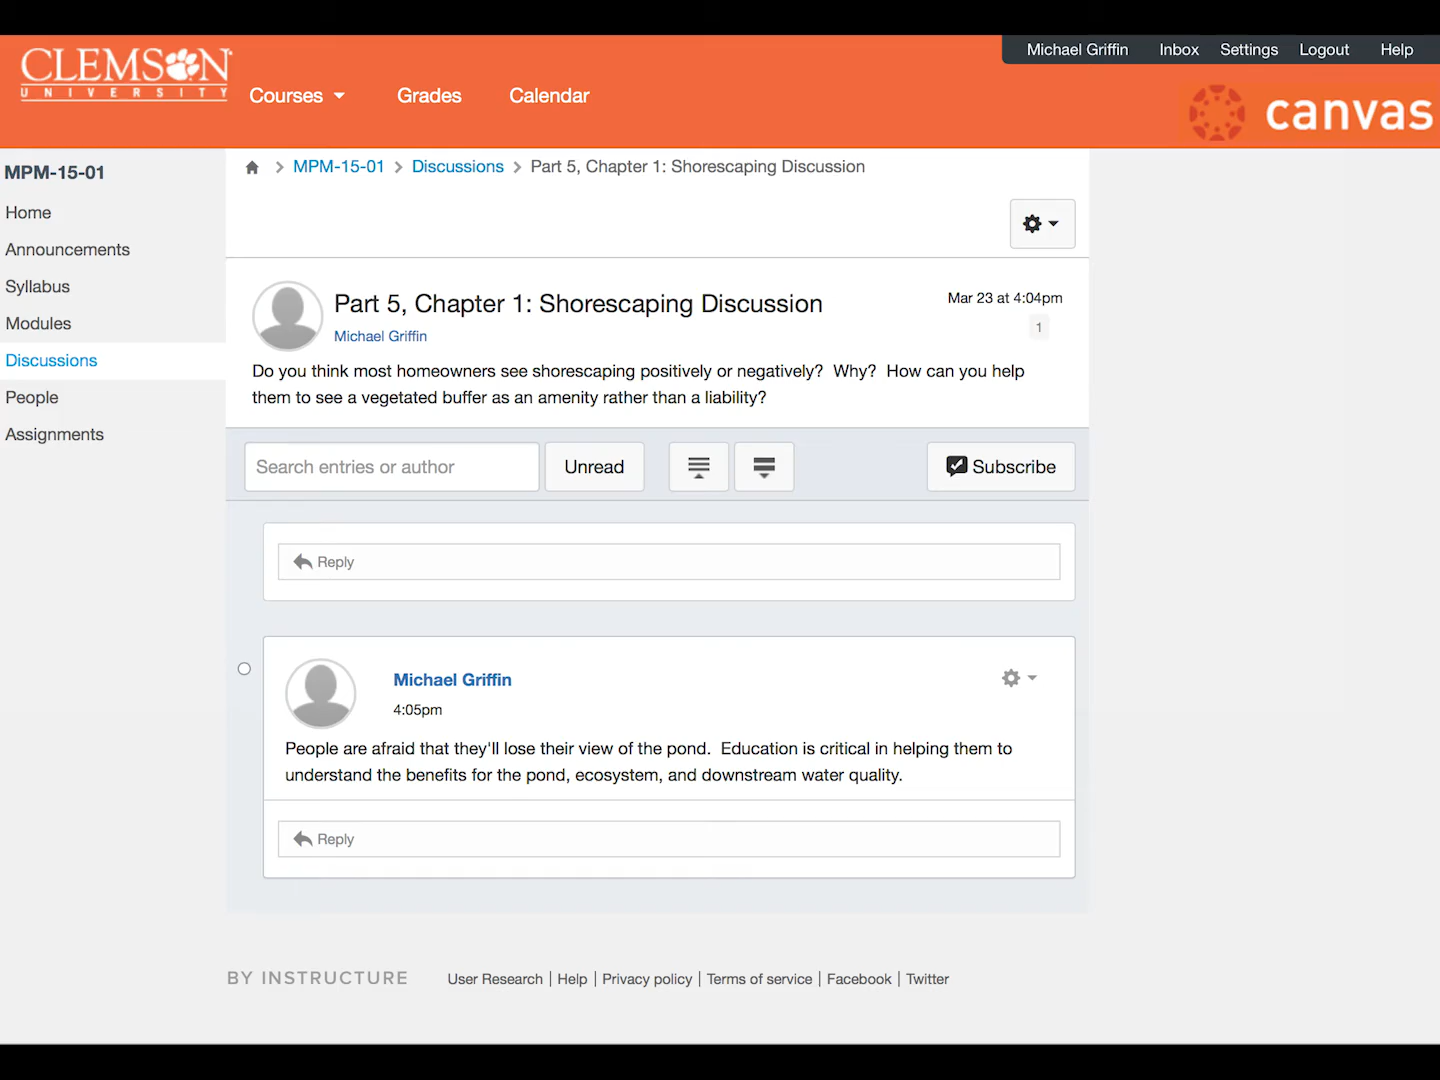 Michael Griffin Inbox Settings Logout Help
CLEMSON
UNIVERSITY
Courses Grades Calendar
canvas
MPM-15-01
Home
Announcements
Syllabus
Modules
Discussions
People
Assignments
> MPM-15-01 > Discussions > Part 5, Chapter 1: Shorescaping Discussion
Part 5, Chapter 1: Shorescaping Discussion
Mar 23 at 4:04pm
Michael Griffin
1
Do you think most homeowners see shorescaping positively or negatively? Why? How can you help
them to see a vegetated buffer as an amenity rather than a liability?
Search entries or author Unread Subscribe
Reply
Michael Griffin
4:05pm
People are afraid that they'll lose their view of the pond. Education is critical in helping them to
understand the benefits for the pond, ecosystem, and downstream water quality.
Reply
BY INSTRUCTURE User Research | Help | Privacy policy | Terms of service | Facebook | Twitter